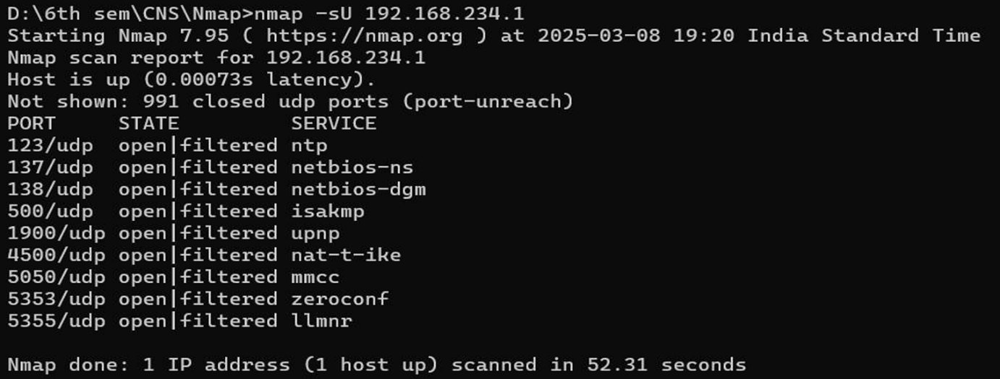 D:\6th sem\CNS\Nmap>nmap -sU 192.168.234.1
Starting Nmap 7.95 ( https://nmap.org ) at 2025-03-08 19:20 India Standard Time
Nmap scan report for 192.168.234.1
Host is up (0.00073s latency).
Not shown: 991 closed udp ports (port-unreach)
PORT     STATE         SERVICE
123/udp  open|filtered ntp
137/udp  open|filtered netbios-ns
138/udp  open|filtered netbios-dgm
500/udp  open|filtered isakmp
1900/udp open|filtered upnp
4500/udp open|filtered nat-t-ike
5050/udp open|filtered mmcc
5353/udp open|filtered zeroconf
5355/udp open|filtered llmnr
Nmap done: 1 IP address (1 host up) scanned in 52.31 seconds